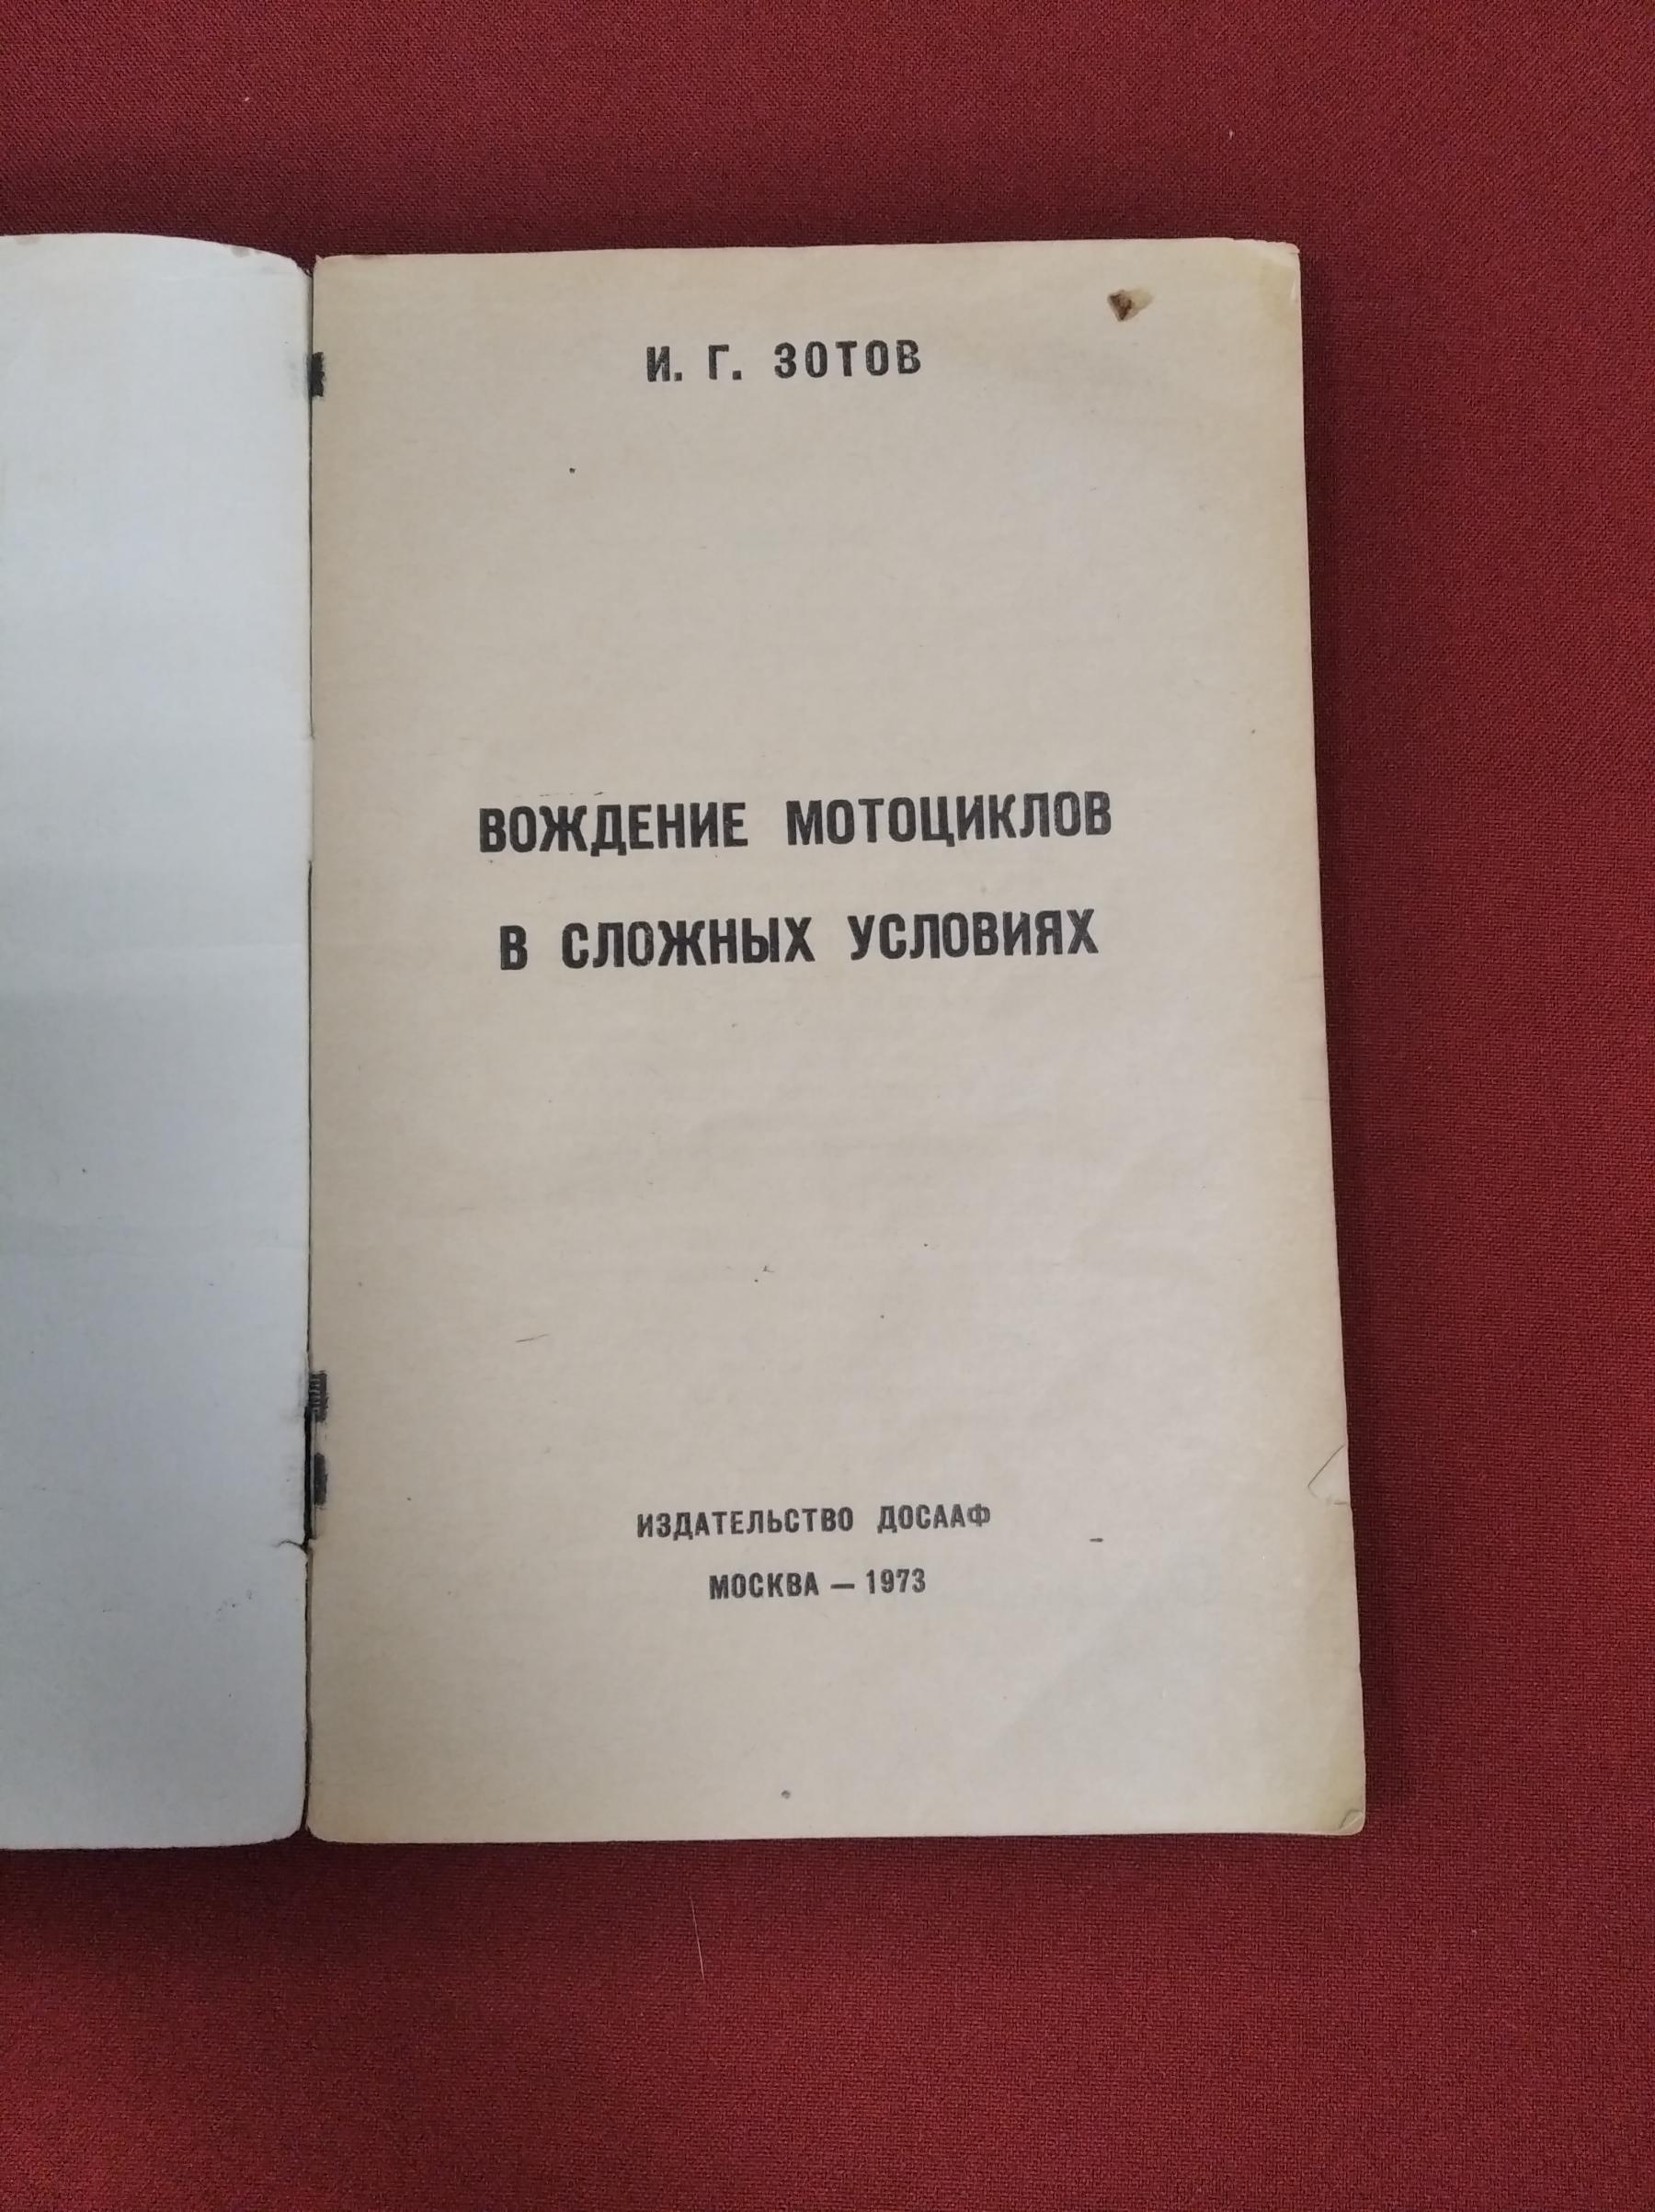 И. Г. ЗОТОВ
ВОЖДЕНИЕ МОТОЦИКЛОВ
В СЛОЖНЫХ УСЛОВИЯХ
ИЗДАТЕЛЬСТВО ДОСААФ
МОСКВА — 1973